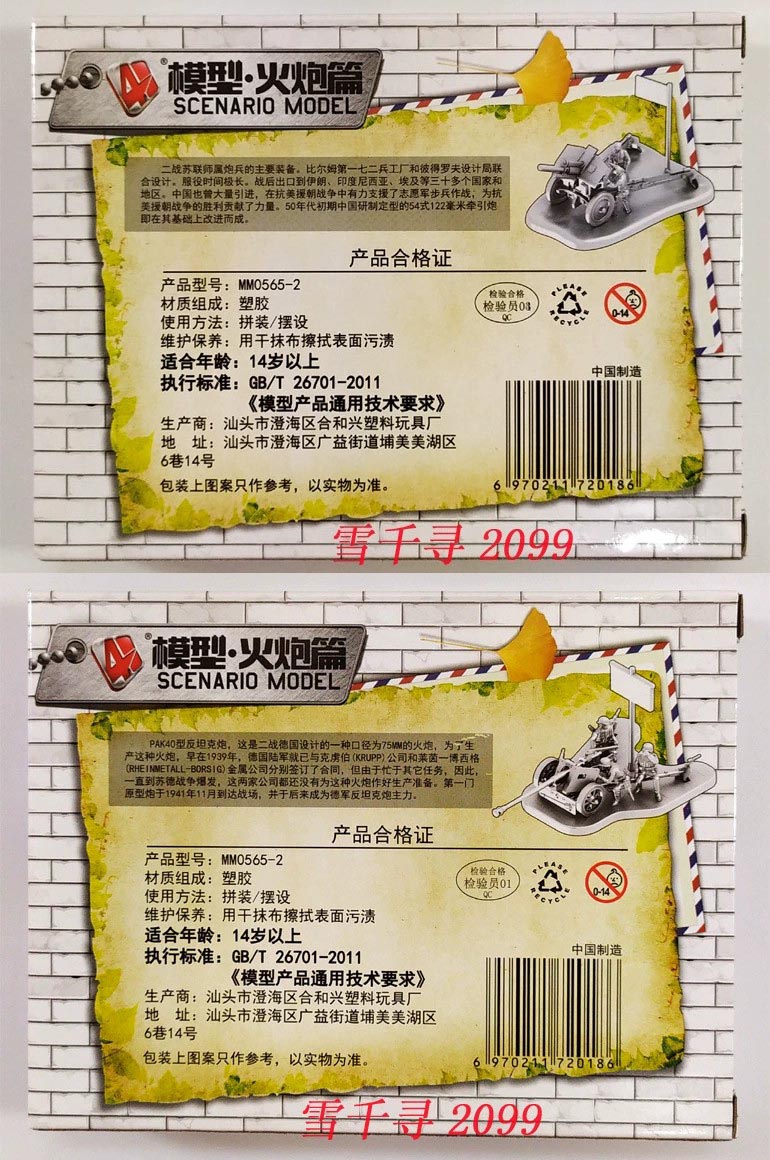 4D® 模型·火炮篇
SCENARIO MODEL
二战苏联师属炮兵的主要装备。比尔姆第一七二兵工厂和彼得罗夫设计局联
合设计。服役时间极长。战后出口到伊朗、印度尼西亚、埃及等三十多个国家和
地区。中国也曾大量引进，在抗美援朝战争中有力支援了志愿军步兵作战，为抗
美援朝战争的胜利贡献了力量。50年代初期中国研制定型的54式122毫米牵引炮
即在其基础上改进而成。
产品合格证
产品型号：MM0565-2
材质组成：塑胶
使用方法：拼装/摆设
维护保养：用干抹布擦拭表面污渍
适合年龄：14岁以上
执行标准：GB/T 26701-2011
《模型产品通用技术要求》
生产商：汕头市澄海区合和兴塑料玩具厂
地 址：汕头市澄海区广益街道埔美美湖区
6巷14号
包装上图案只作参考，以实物为准。
检验合格
检验员03
QC
PLEASE
RECYCLE
0-14
中国制造
6 970211 720186
雪千寻 2099
4D® 模型·火炮篇
SCENARIO MODEL
PAK40型反坦克炮，这是二战德国设计的一种口径为75MM的火炮，为了生
产这种火炮，早在1939年，德国陆军就已与克虏伯(KRUPP)公司和莱茵一博西格
(RHEINMETALL-BORSIG)金属公司分别签订了合同，但由于忙于其它任务，因此，
一直到苏德战争爆发，这两家公司都还没有为这种火炮作好生产准备。第一门
原型炮于1941年11月到达战场，并于后来成为德军反坦克炮主力。
产品合格证
产品型号：MM0565-2
材质组成：塑胶
使用方法：拼装/摆设
维护保养：用干抹布擦拭表面污渍
适合年龄：14岁以上
执行标准：GB/T 26701-2011
《模型产品通用技术要求》
生产商：汕头市澄海区合和兴塑料玩具厂
地 址：汕头市澄海区广益街道埔美美湖区
6巷14号
包装上图案只作参考，以实物为准。
检验合格
检验员01
QC
PLEASE
RECYCLE
0-14
中国制造
6 970211 720186
雪千寻 2099